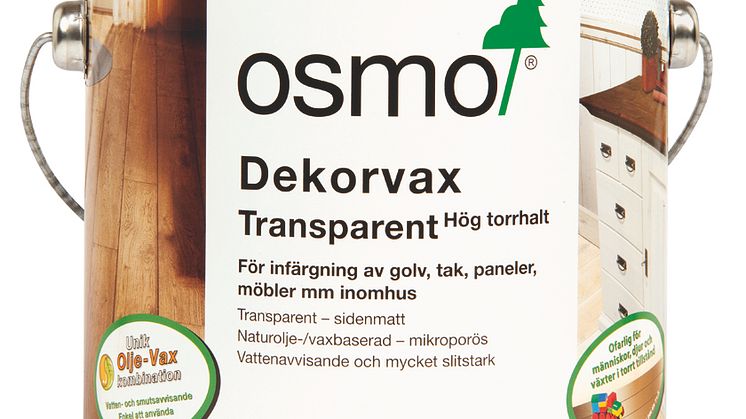 osmo®
Dekorvax
Transparent Hög torrhalt
För infärgning av golv, tak, paneler,
möbler mm inomhus
Transparent – sidenmatt
Naturolje-/vaxbaserad – mikroporös
Vattenavvisande och mycket slitstark
Unik
Olje-Vax
kombination
Vatten- och smutsavvisande
Enkel att använda
Ofarlig för
människor, djur och
växter i torrt tillstånd